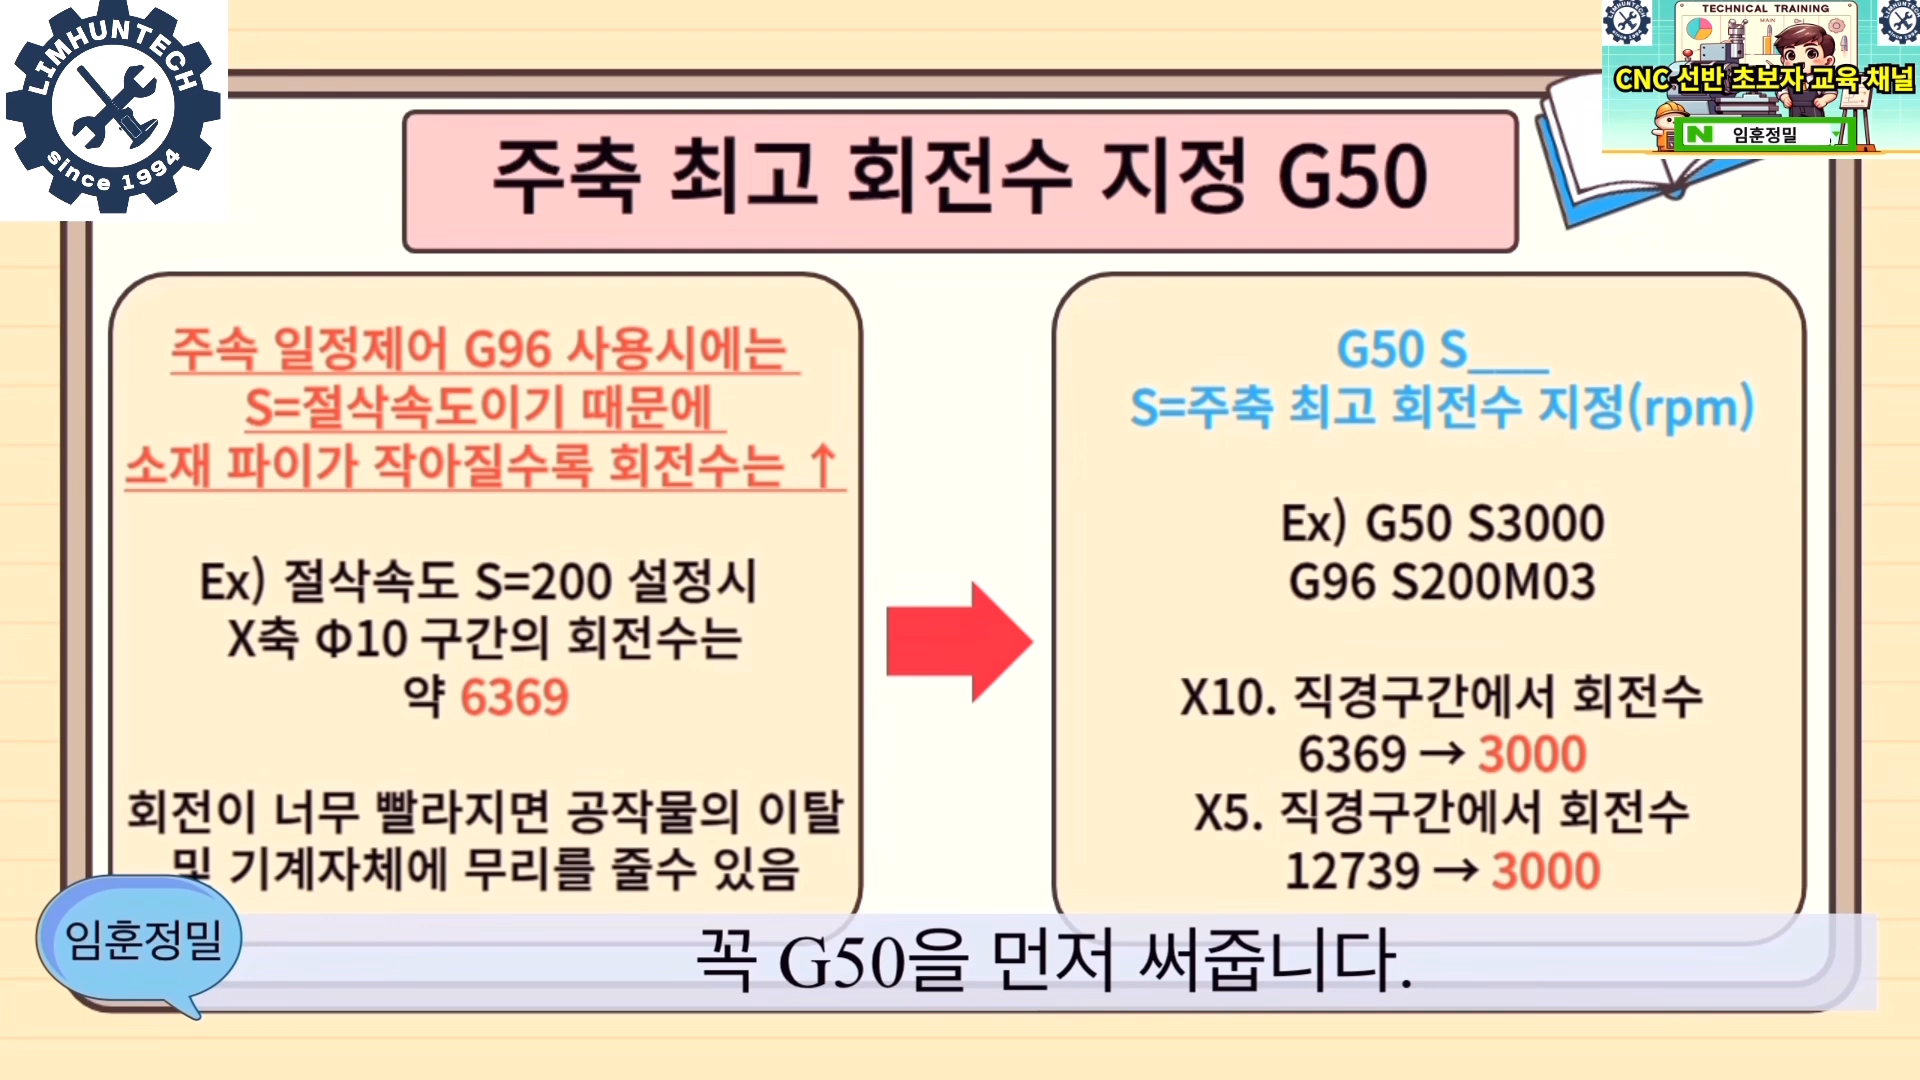 LIMHUNTECH
since 1994
TECHNICAL TRAINING
CNC 선반 초보자 교육 채널
N 임훈정밀
주축 최고 회전수 지정 G50
주속 일정제어 G96 사용시에는
S=절삭속도이기 때문에
소재 파이가 작아질수록 회전수는 ↑
Ex) 절삭속도 S=200 설정시
X축 Φ10 구간의 회전수는
약 6369
회전이 너무 빨라지면 공작물의 이탈
및 기계자체에 무리를 줄수 있음
G50 S___
S=주축 최고 회전수 지정(rpm)
Ex) G50 S3000
G96 S200M03
X10. 직경구간에서 회전수
6369 → 3000
X5. 직경구간에서 회전수
12739 → 3000
임훈정밀
꼭 G50을 먼저 써줍니다.